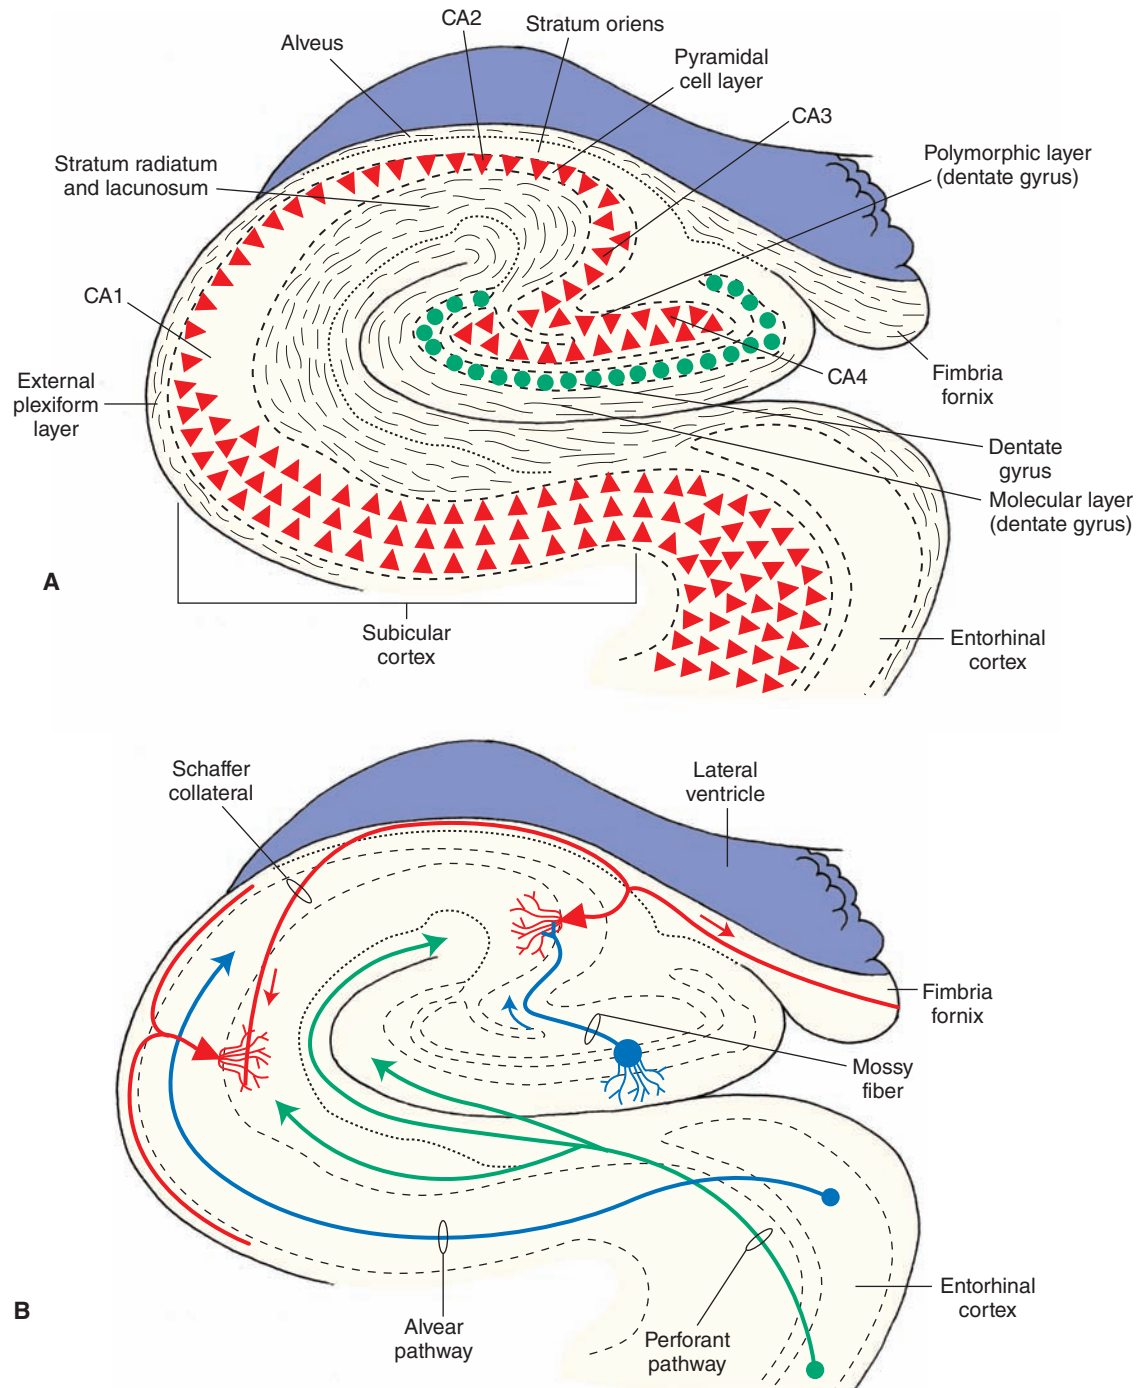 CA2
Stratum oriens
Alveus
Pyramidal
cell layer
CA3
Stratum radiatum
and lacunosum
Polymorphic layer
(dentate gyrus)
CA1
External
plexiform
layer
CA4
Fimbria
fornix
Dentate
gyrus
Molecular layer
(dentate gyrus)
A
Subicular
cortex
Entorhinal
cortex
Schaffer
collateral
Lateral
ventricle
Fimbria
fornix
Mossy
fiber
B
Alvear
pathway
Perforant
pathway
Entorhinal
cortex